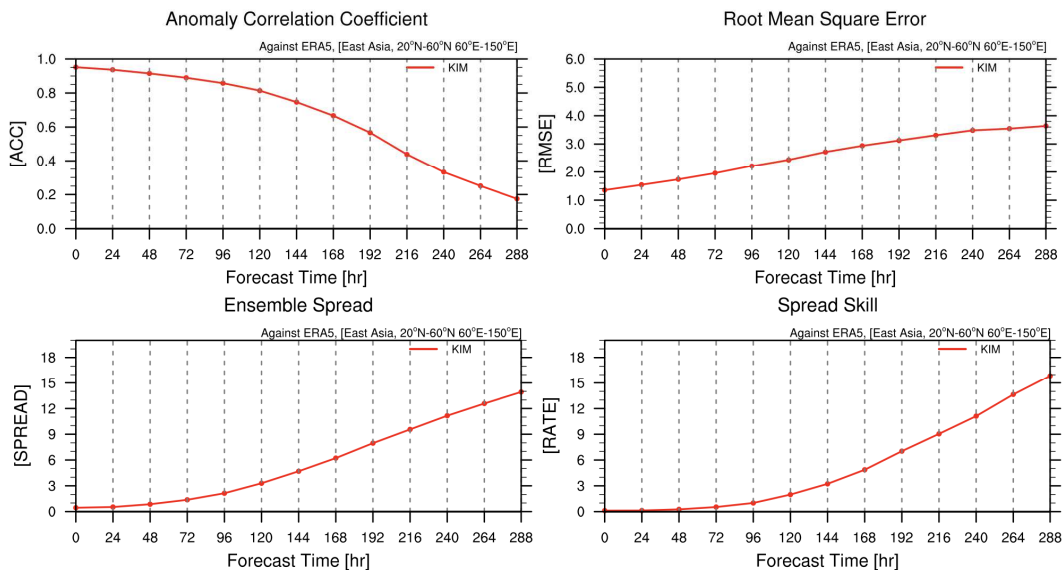 Anomaly Correlation Coefficient
Against ERA5, [East Asia, 20°N-60°N 60°E-150°E]
KIM
[ACC]
1.0
0.8
0.6
0.4
0.2
0.0
0 24 48 72 96 120 144 168 192 216 240 264 288
Forecast Time [hr]
Root Mean Square Error
Against ERA5, [East Asia, 20°N-60°N 60°E-150°E]
KIM
[RMSE]
6.0
5.0
4.0
3.0
2.0
1.0
0.0
0 24 48 72 96 120 144 168 192 216 240 264 288
Forecast Time [hr]
Ensemble Spread
Against ERA5, [East Asia, 20°N-60°N 60°E-150°E]
KIM
[SPREAD]
18
15
12
9
6
3
0
0 24 48 72 96 120 144 168 192 216 240 264 288
Forecast Time [hr]
Spread Skill
Against ERA5, [East Asia, 20°N-60°N 60°E-150°E]
KIM
[RATE]
18
15
12
9
6
3
0
0 24 48 72 96 120 144 168 192 216 240 264 288
Forecast Time [hr]